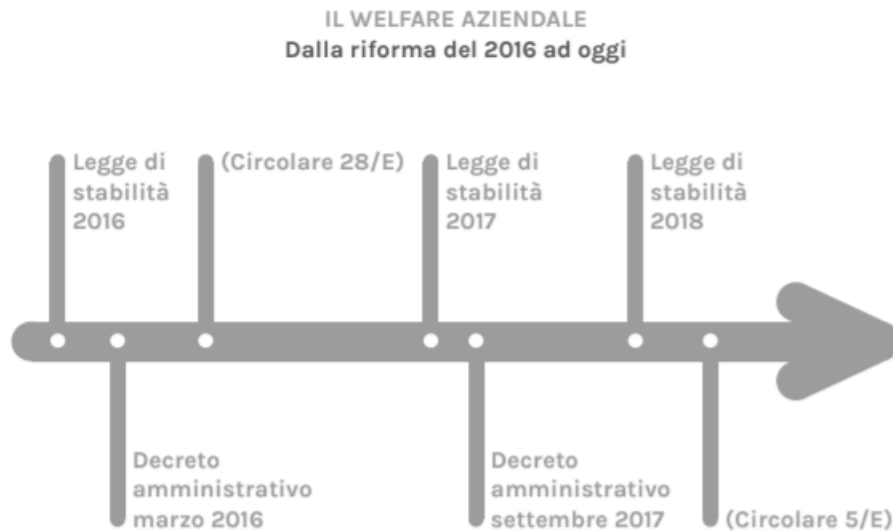 IL WELFARE AZIENDALE
Dalla riforma del 2016 ad oggi
Legge di
stabilità
2016
(Circolare 28/E)
Legge di
stabilità
2017
Legge di
stabilità
2018
Decreto
amministrativo
marzo 2016
Decreto
amministrativo
settembre 2017
(Circolare 5/E)